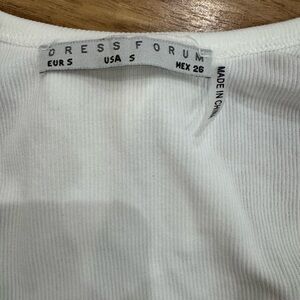 DRESS FORUM
EUR S USA S MEX 26
MADE IN CHINA